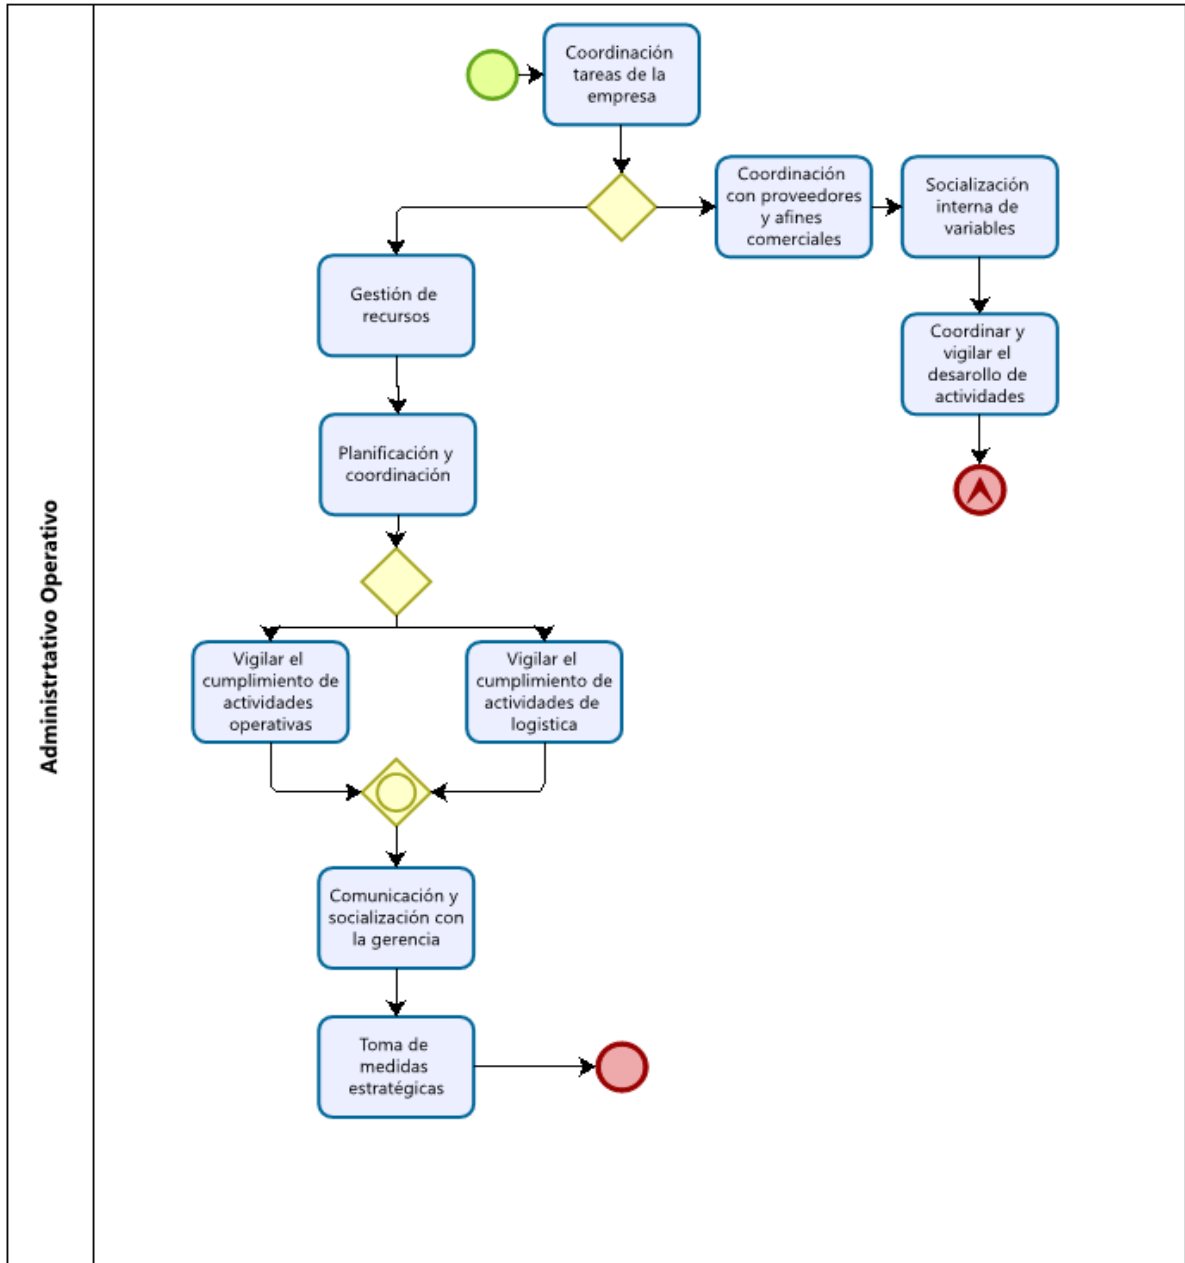 Administrtativo Operativo
Coordinación
tareas de la
empresa
Coordinación
con proveedores
y afines
comerciales
Socialización
interna de
variables
Gestión de
recursos
Coordinar y
vigilar el
desarollo de
actividades
Planificación y
coordinación
Vigilar el
cumplimiento de
actividades
operativas
Vigilar el
cumplimiento de
actividades de
logistica
Comunicación y
socialización con
la gerencia
Toma de
medidas
estratégicas